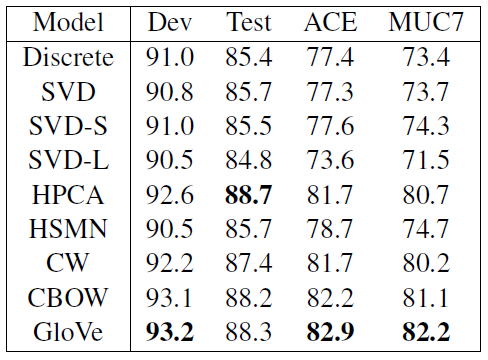 Model Dev Test ACE MUC7
Discrete 91.0 85.4 77.4 73.4
SVD 90.8 85.7 77.3 73.7
SVD-S 91.0 85.5 77.6 74.3
SVD-L 90.5 84.8 73.6 71.5
HPCA 92.6 88.7 81.7 80.7
HSMN 90.5 85.7 78.7 74.7
CW 92.2 87.4 81.7 80.2
CBOW 93.1 88.2 82.2 81.1
GloVe 93.2 88.3 82.9 82.2